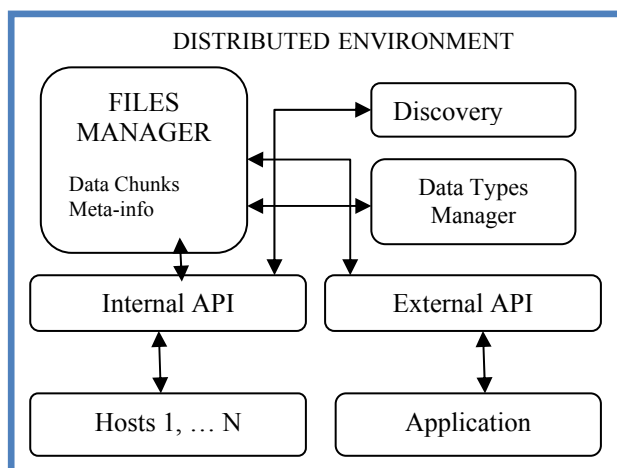 DISTRIBUTED ENVIRONMENT
FILES
MANAGER
Data Chunks
Meta-info
Discovery
Data Types
Manager
Internal API
External API
Hosts 1, … N
Application